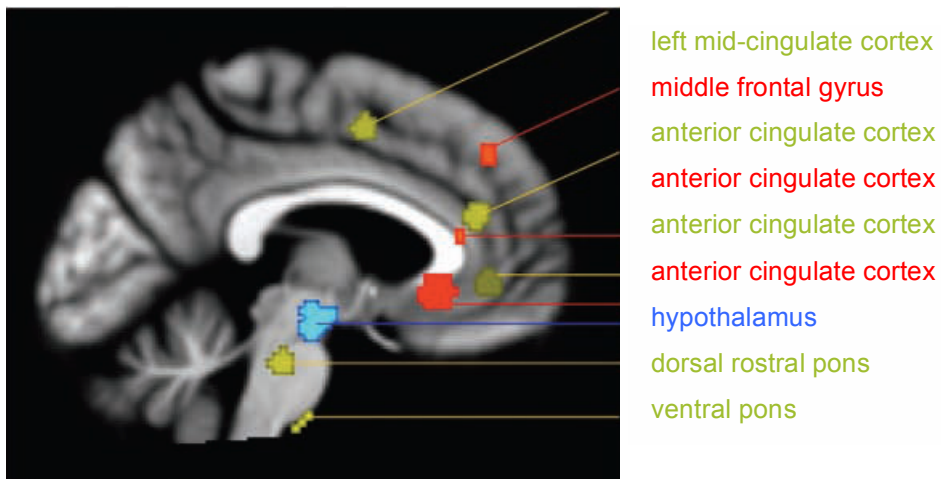 left mid-cingulate cortex
middle frontal gyrus
anterior cingulate cortex
anterior cingulate cortex
anterior cingulate cortex
anterior cingulate cortex
hypothalamus
dorsal rostral pons
ventral pons